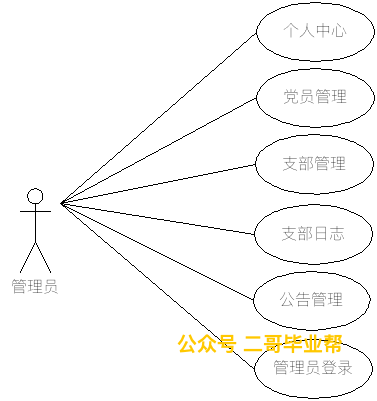 个人中心
党员管理
支部管理
支部日志
管理员
公告管理
公众号 二哥毕业帮
管理员登录